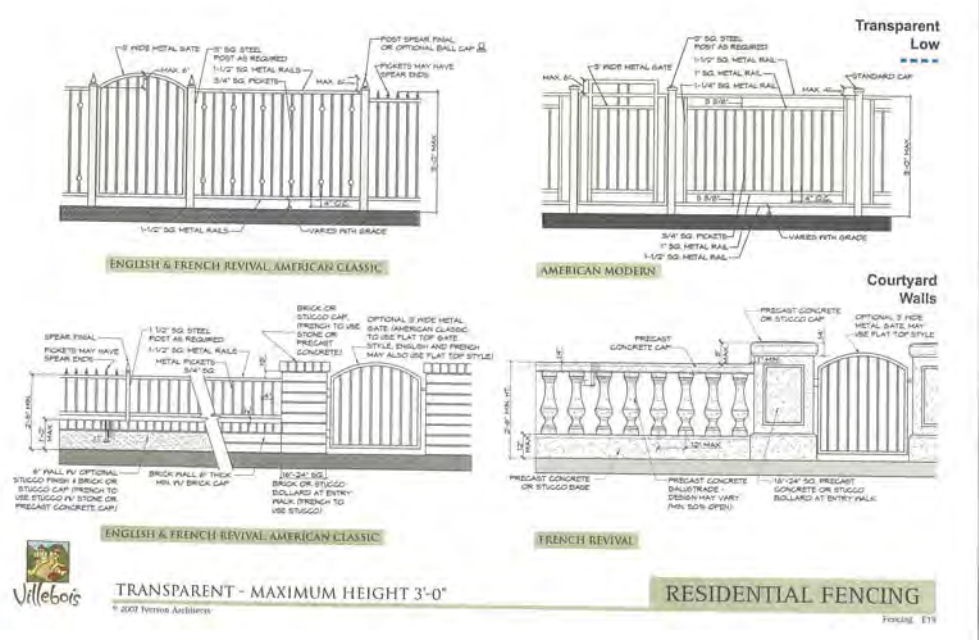 Transparent
Low
3' WIDE METAL GATE
MAX. 6"
3" SQ. STEEL
POST AS REQUIRED
1-1/2" SQ. METAL RAILS
3/4" SQ. PICKETS
MAX. 6"
POST SPEAR FINIAL
OR OPTIONAL BALL CAP
PICKETS MAY HAVE
SPEAR ENDS
3'-0" MAX
4" O.C.
1-1/2" SQ. METAL RAILS
VARIES WITH GRADE
ENGLISH & FRENCH REVIVAL, AMERICAN CLASSIC
MAX. 6"
3' WIDE METAL GATE
3" SQ. STEEL
POST AS REQUIRED
1-1/2" SQ. METAL RAIL
1" SQ. METAL RAIL
1-1/4" SQ. METAL RAIL
MAX. 4"
STANDARD CAP
3 3/8"
3'-0" MAX
3 3/8"
4" O.C.
3/4" SQ. PICKETS
1" SQ. METAL RAIL
1-1/2" SQ. METAL RAIL
VARIES WITH GRADE
AMERICAN MODERN
Courtyard
Walls
SPEAR FINIAL
PICKETS MAY HAVE
SPEAR ENDS
1 1/2" SQ. STEEL
POST AS REQUIRED
1-1/2" SQ. METAL RAILS
METAL PICKETS
3/4" SQ.
BRICK OR
STUCCO CAP,
(FRENCH TO USE
STONE OR
PRECAST
CONCRETE)
OPTIONAL 3' WIDE METAL
GATE (AMERICAN CLASSIC
TO USE FLAT TOP GATE
STYLE, ENGLISH AND FRENCH
MAY ALSO USE FLAT TOP STYLE)
6" WALL W/ OPTIONAL
STUCCO FINISH & BRICK OR
STUCCO CAP (FRENCH TO
USE STUCCO W/ STONE OR
PRECAST CONCRETE CAP)
BRICK WALL 6" THICK
MIN. W/ BRICK CAP
16"-24" SQ.
BRICK OR STUCCO
BOLLARD AT ENTRY
WALK (FRENCH TO
USE STUCCO)
ENGLISH & FRENCH REVIVAL, AMERICAN CLASSIC
PRECAST
CONCRETE CAP
PRECAST CONCRETE
OR STUCCO CAP
OPTIONAL 3' WIDE
METAL GATE, MAY
USE FLAT TOP STYLE
12" MAX
PRECAST CONCRETE
OR STUCCO BASE
PRECAST CONCRETE
BALUSTRADE -
DESIGN MAY VARY
(MIN. 50% OPEN)
16"-24" SQ. PRECAST
CONCRETE OR STUCCO
BOLLARD AT ENTRY WALK
FRENCH REVIVAL
Villebois
TRANSPARENT - MAXIMUM HEIGHT 3'-0"
© 2007 Iverson Architects
RESIDENTIAL FENCING
Fencing E19